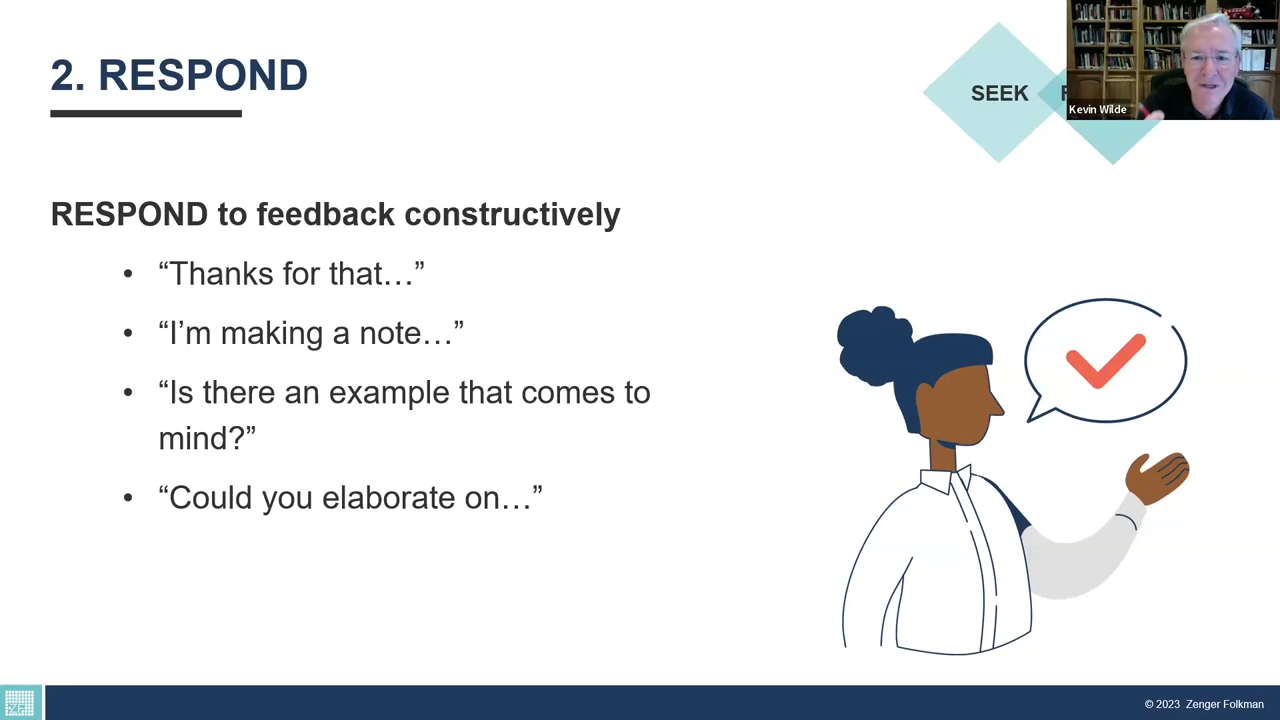 2. RESPOND
SEEK
Kevin Wilde
RESPOND to feedback constructively
• “Thanks for that…”
• “I’m making a note…”
• “Is there an example that comes to
mind?”
• “Could you elaborate on…”
ZF
© 2023 Zenger Folkman